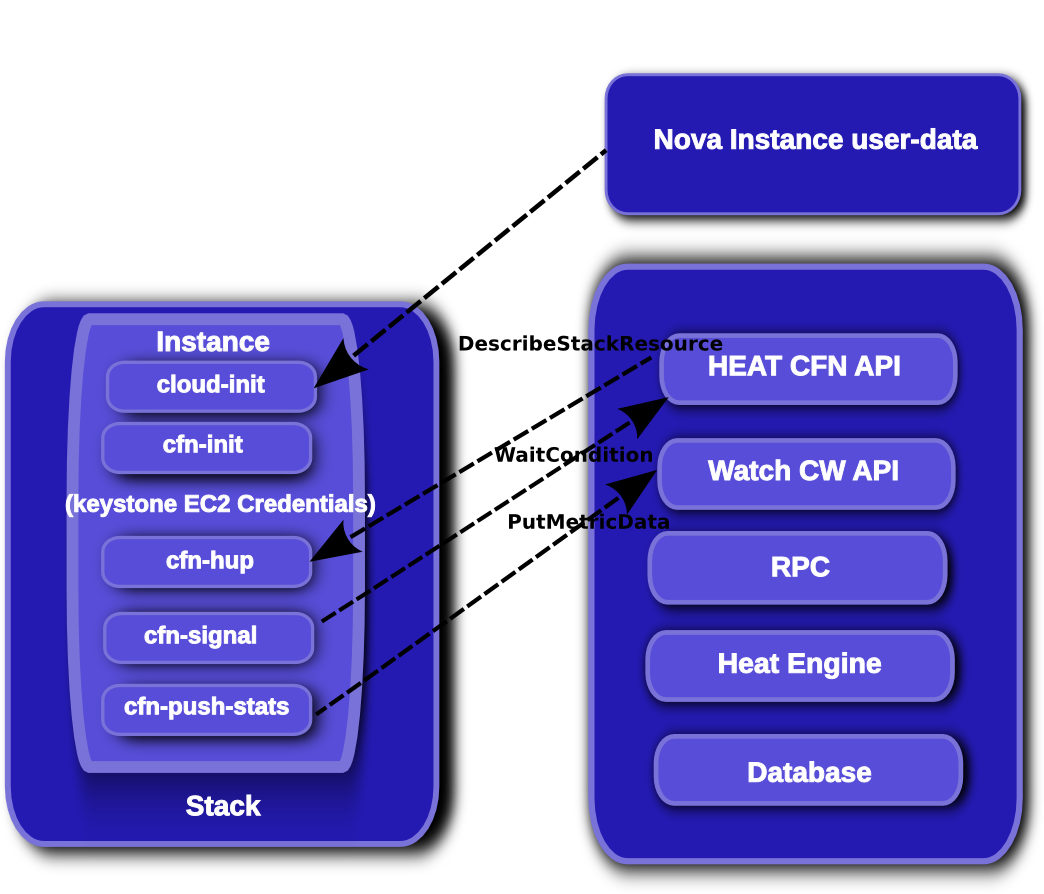 Nova Instance user-data
Instance
cloud-init
cfn-init
(keystone EC2 Credentials)
cfn-hup
cfn-signal
cfn-push-stats
Stack
DescribeStackResource
WaitCondition
PutMetricData
HEAT CFN API
Watch CW API
RPC
Heat Engine
Database